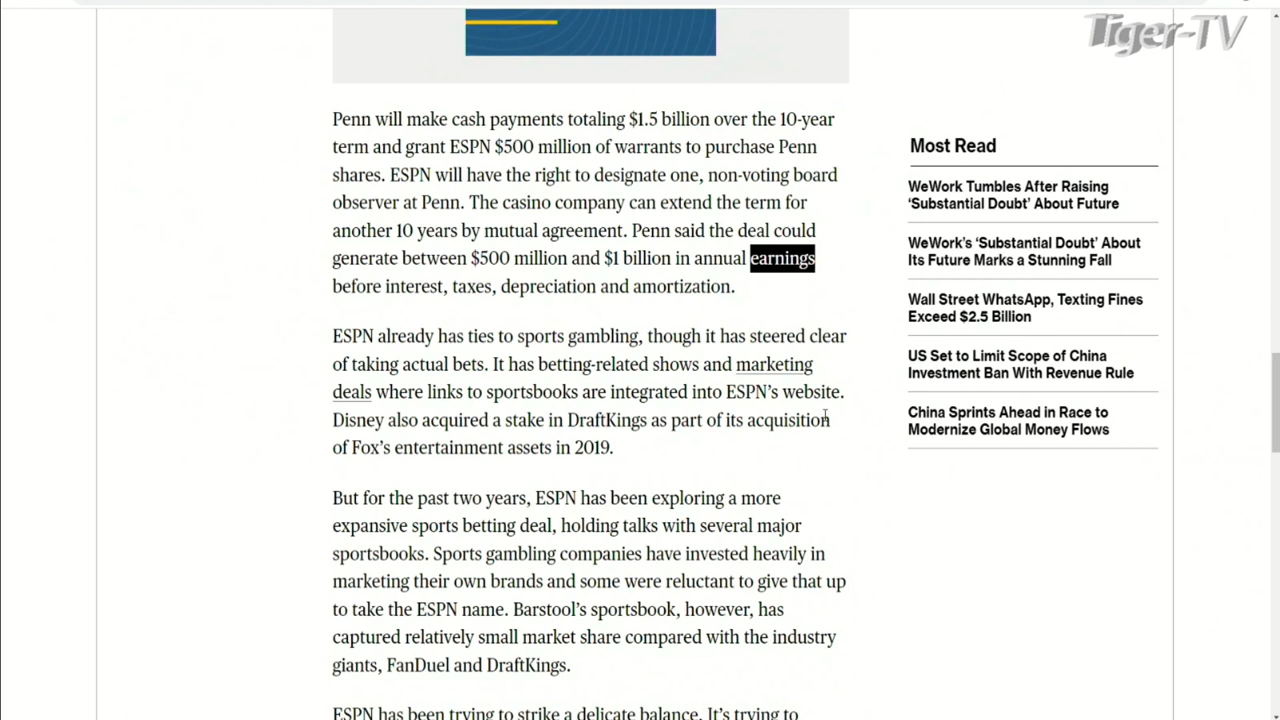 Tiger-TV
Penn will make cash payments totaling $1.5 billion over the 10-year
term and grant ESPN $500 million of warrants to purchase Penn
shares. ESPN will have the right to designate one, non-voting board
observer at Penn. The casino company can extend the term for
another 10 years by mutual agreement. Penn said the deal could
generate between $500 million and $1 billion in annual earnings
before interest, taxes, depreciation and amortization.
ESPN already has ties to sports gambling, though it has steered clear
of taking actual bets. It has betting-related shows and marketing
deals where links to sportsbooks are integrated into ESPN’s website.
Disney also acquired a stake in DraftKings as part of its acquisition
of Fox’s entertainment assets in 2019.
But for the past two years, ESPN has been exploring a more
expansive sports betting deal, holding talks with several major
sportsbooks. Sports gambling companies have invested heavily in
marketing their own brands and some were reluctant to give that up
to take the ESPN name. Barstool’s sportsbook, however, has
captured relatively small market share compared with the industry
giants, FanDuel and DraftKings.
ESPN has been trying to strike a delicate balance. It’s trying to
Most Read
WeWork Tumbles After Raising
‘Substantial Doubt’ About Future
WeWork’s ‘Substantial Doubt’ About
Its Future Marks a Stunning Fall
Wall Street WhatsApp, Texting Fines
Exceed $2.5 Billion
US Set to Limit Scope of China
Investment Ban With Revenue Rule
China Sprints Ahead in Race to
Modernize Global Money Flows